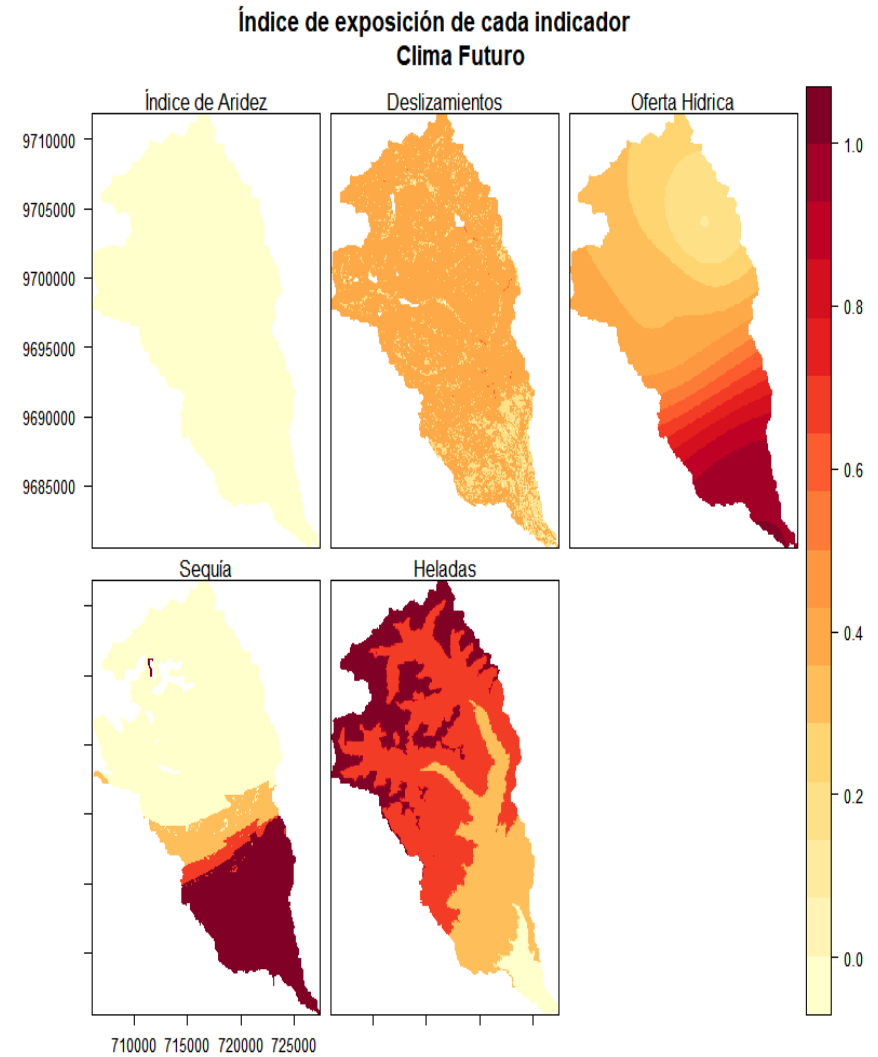 Índice de exposición de cada indicador
Clima Futuro
Índice de Aridez
Deslizamientos
Oferta Hídrica
9710000
9705000
9700000
9695000
9690000
9685000
1.0
0.8
0.6
0.4
0.2
0.0
Sequía
Heladas
710000 715000 720000 725000